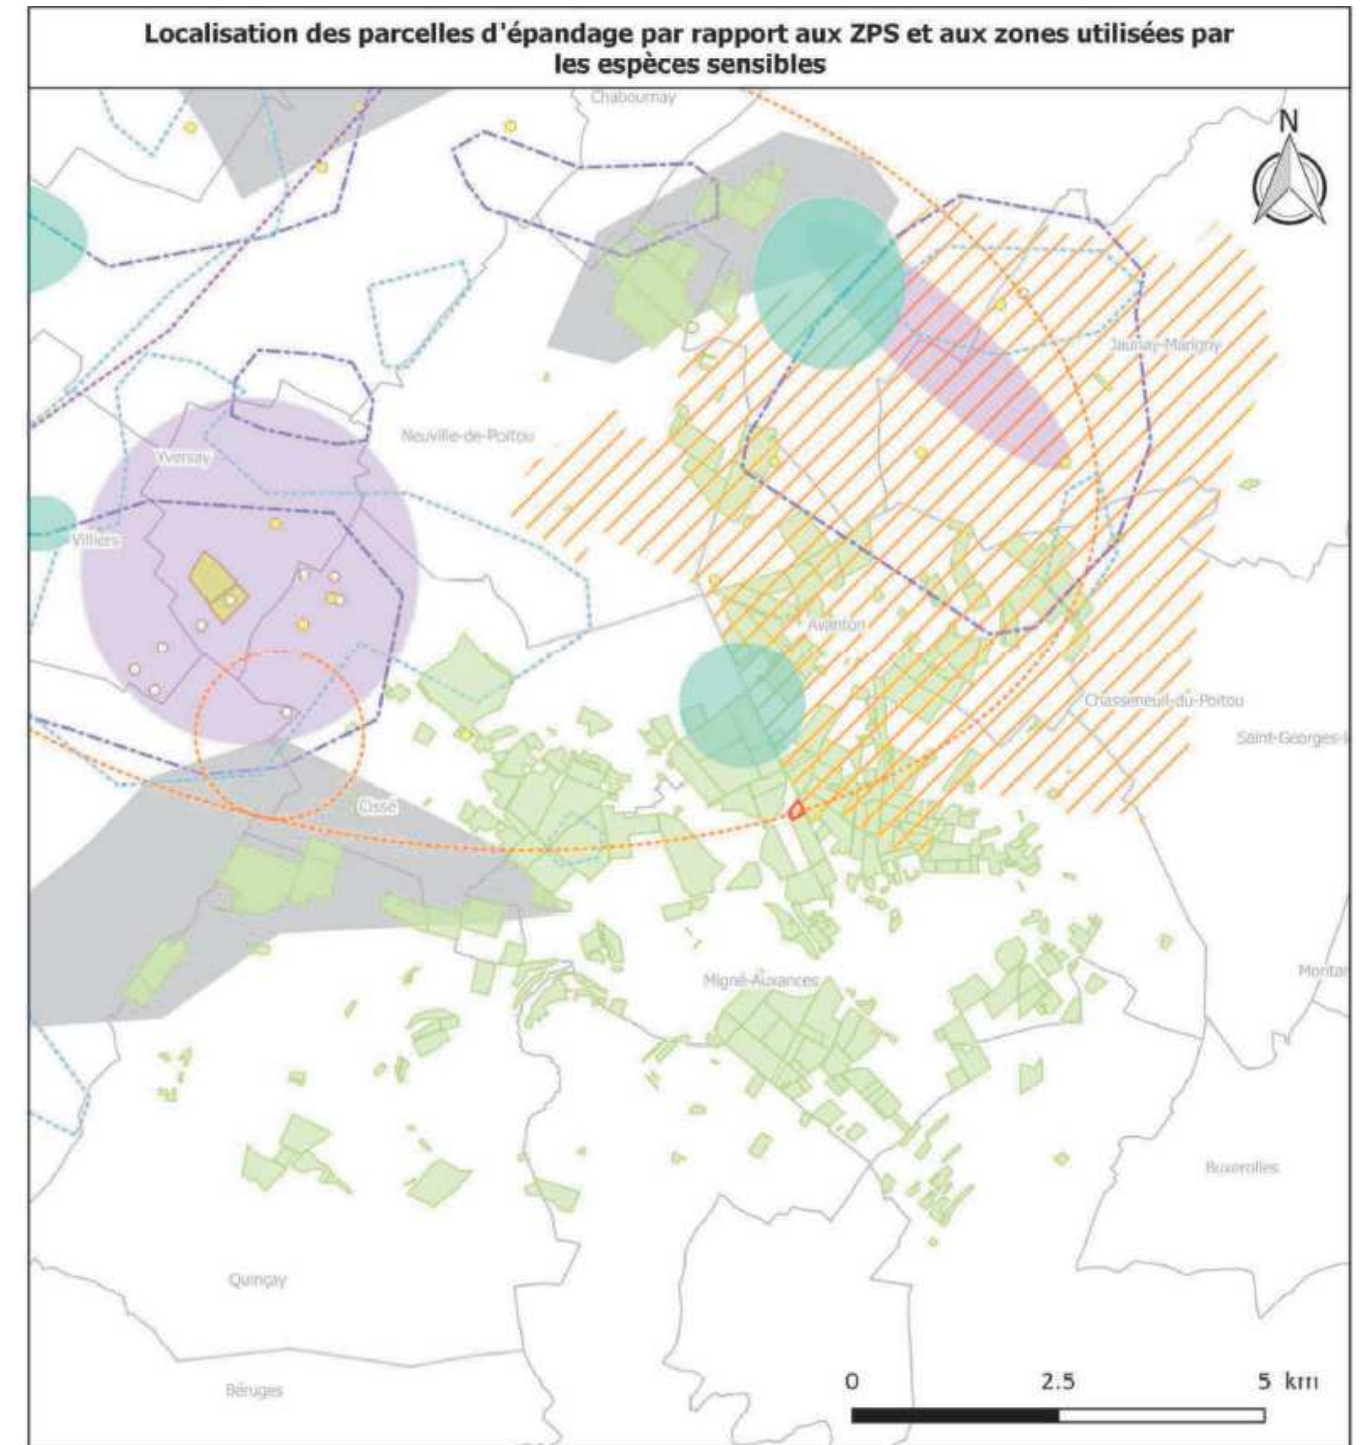 Localisation des parcelles d'épandage par rapport aux ZPS et aux zones utilisées par
les espèces sensibles
Chabournay
N
Jaunay-Marigny
Neuville-de-Poitou
Yversay
Villiers
Avanton
Chasseneuil-du-Poitou
Saint-Georges-l
Cissé
Migné-Auxances
Montam
Buxerolles
Quinçay
Béruges
0 2.5 5 km